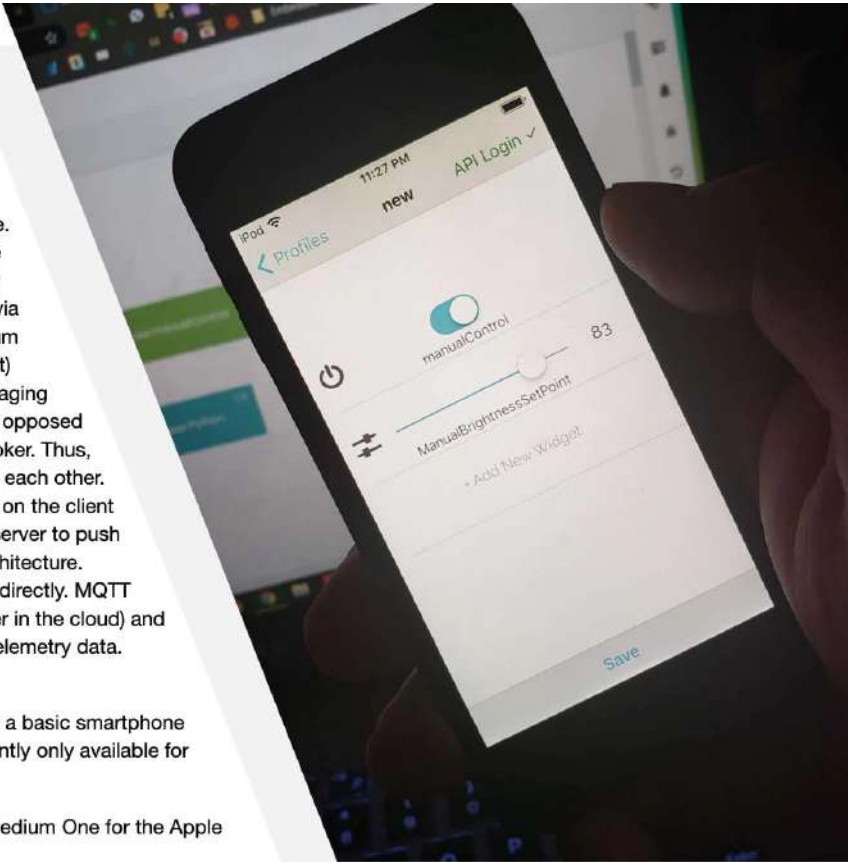 e.
via
um
t)
aging
opposed
oker. Thus,
each other.
on the client
server to push
hitecture.
directly. MQTT
er in the cloud) and
elemetry data.
a basic smartphone
ntly only available for
edium One for the Apple
iPod
11:27 PM
Profiles
new
API Login ✓
manualControl
83
ManualBrightnessSetPoint
+ Add New Widget
Save